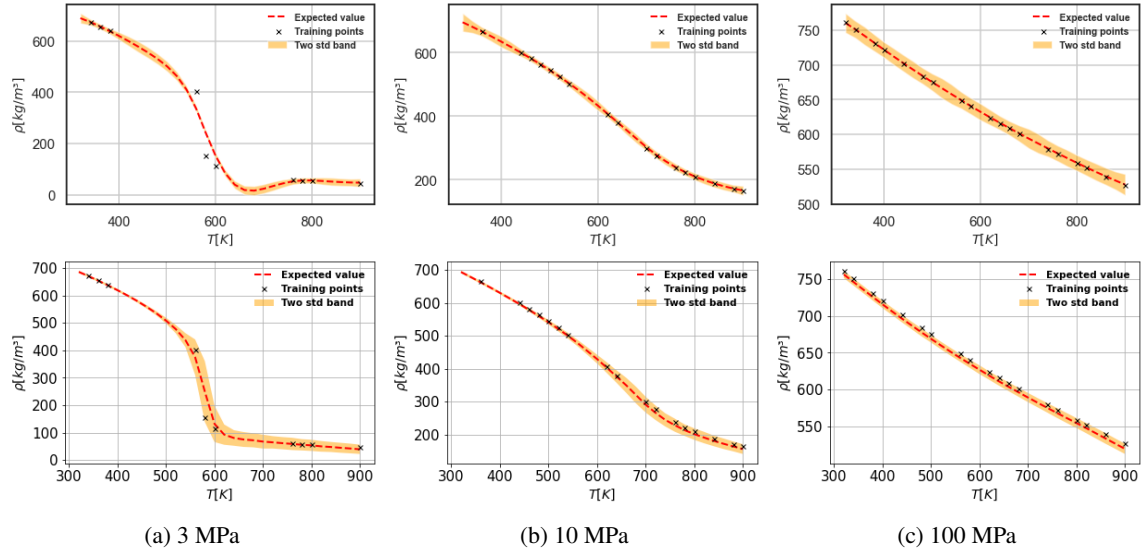 Expected value
Training points
Two std band
ρ[kg/m³]
600
400
200
0
400
600
800
T[K]
Expected value
Training points
Two std band
ρ[kg/m³]
800
600
400
200
400
600
800
T[K]
Expected value
Training points
Two std band
ρ[kg/m³]
750
700
650
600
550
500
400
600
800
T[K]
Expected value
Training points
Two std band
ρ[kg/m³]
700
600
500
400
300
200
100
0
300
400
500
600
700
800
900
T[K]
Expected value
Training points
Two std band
ρ[kg/m³]
700
600
500
400
300
200
300
400
500
600
700
800
900
T[K]
Expected value
Training points
Two std band
ρ[kg/m³]
750
700
650
600
550
300
400
500
600
700
800
900
T[K]
(a) 3 MPa
(b) 10 MPa
(c) 100 MPa